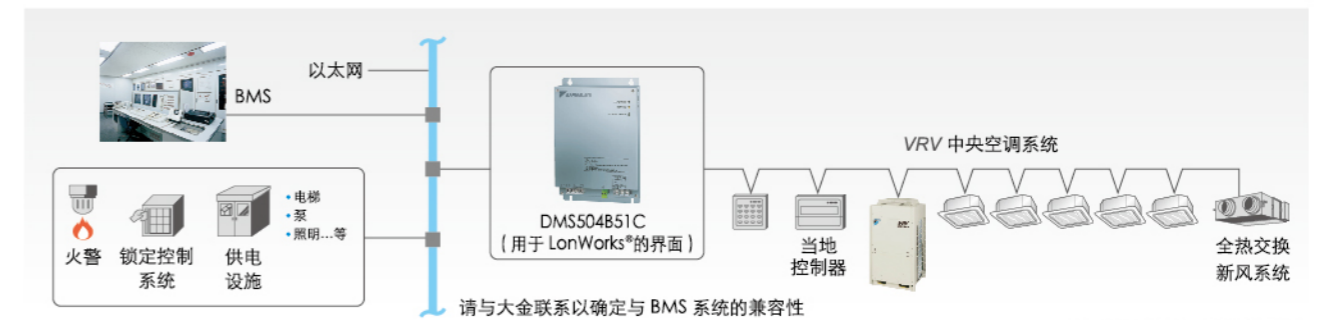 以太网
BMS
火警
锁定控制
系统
供电
设施
•电梯
•泵
•照明...等
DMS504B51C
(用于 LonWorks®的界面)
VRV 中央空调系统
当地
控制器
全热交换
新风系统
请与大金联系以确定与 BMS 系统的兼容性